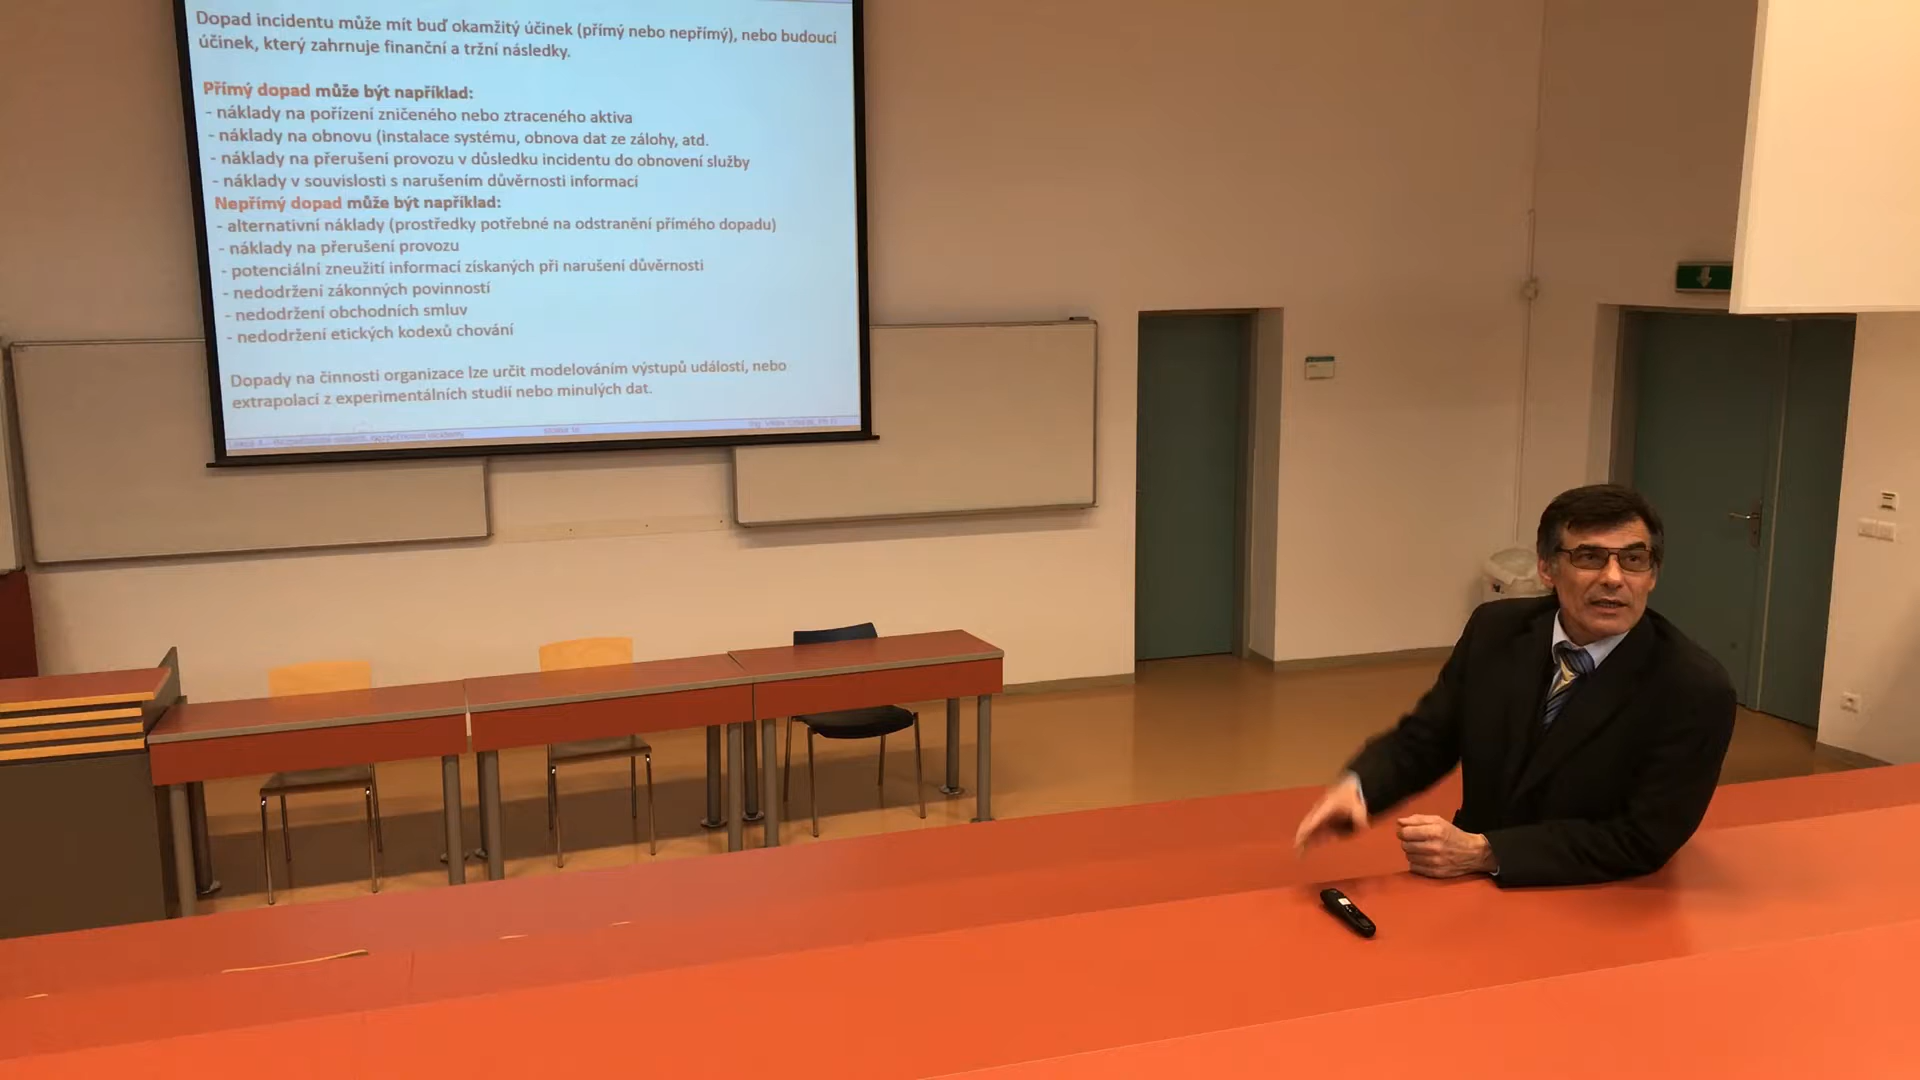 Dopad incidentu může mít buď okamžitý účinek (přímý nebo nepřímý), nebo budoucí
účinek, který zahrnuje finanční a tržní následky.
Přímý dopad může být například:
- náklady na pořízení zničeného nebo ztraceného aktiva
- náklady na obnovu (instalace systému, obnova dat ze zálohy, atd.
- náklady na přerušení provozu v důsledku incidentu do obnovení služby
- náklady v souvislosti s narušením důvěrnosti informací
Nepřímý dopad může být například:
- alternativní náklady (prostředky potřebné na odstranění přímého dopadu)
- náklady na přerušení provozu
- potenciální zneužití informací získaných při narušení důvěrnosti
- nedodržení zákonných povinností
- nedodržení obchodních smluv
- nedodržení etických kodexů chování
Dopady na činnosti organizace lze určit modelováním výstupů událostí, nebo
extrapolací z experimentálních studií nebo minulých dat.